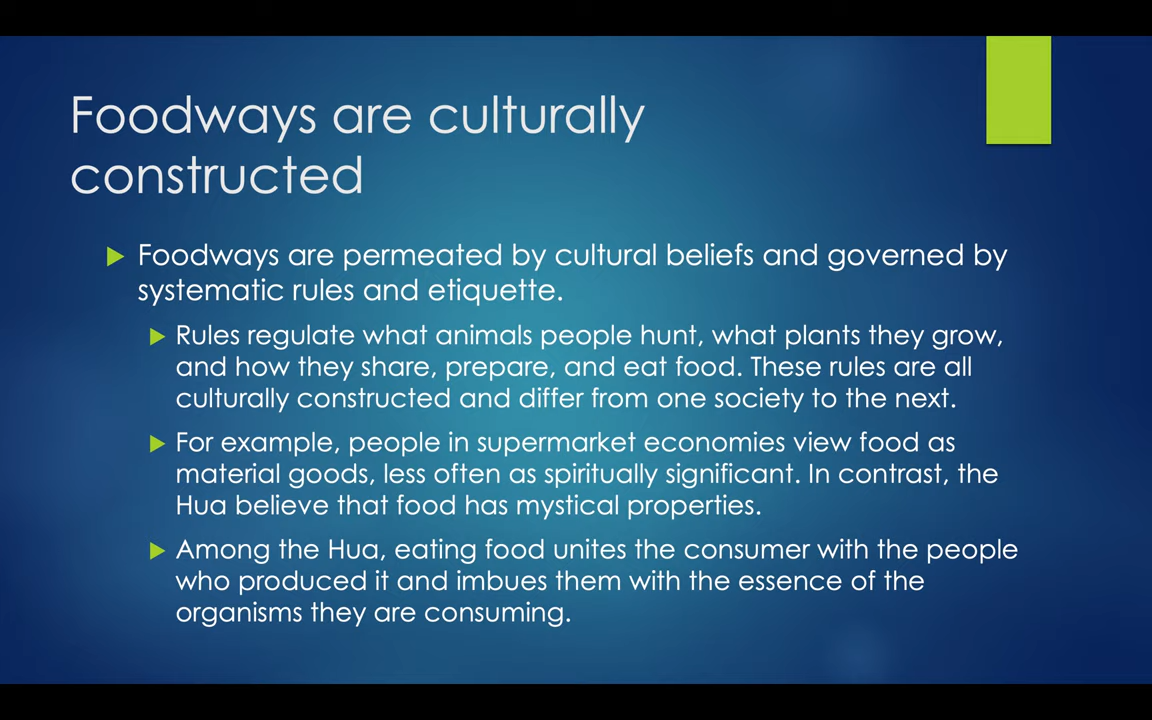 Foodways are culturally
constructed
Foodways are permeated by cultural beliefs and governed by
systematic rules and etiquette.
Rules regulate what animals people hunt, what plants they grow,
and how they share, prepare, and eat food. These rules are all
culturally constructed and differ from one society to the next.
For example, people in supermarket economies view food as
material goods, less often as spiritually significant. In contrast, the
Hua believe that food has mystical properties.
Among the Hua, eating food unites the consumer with the people
who produced it and imbues them with the essence of the
organisms they are consuming.